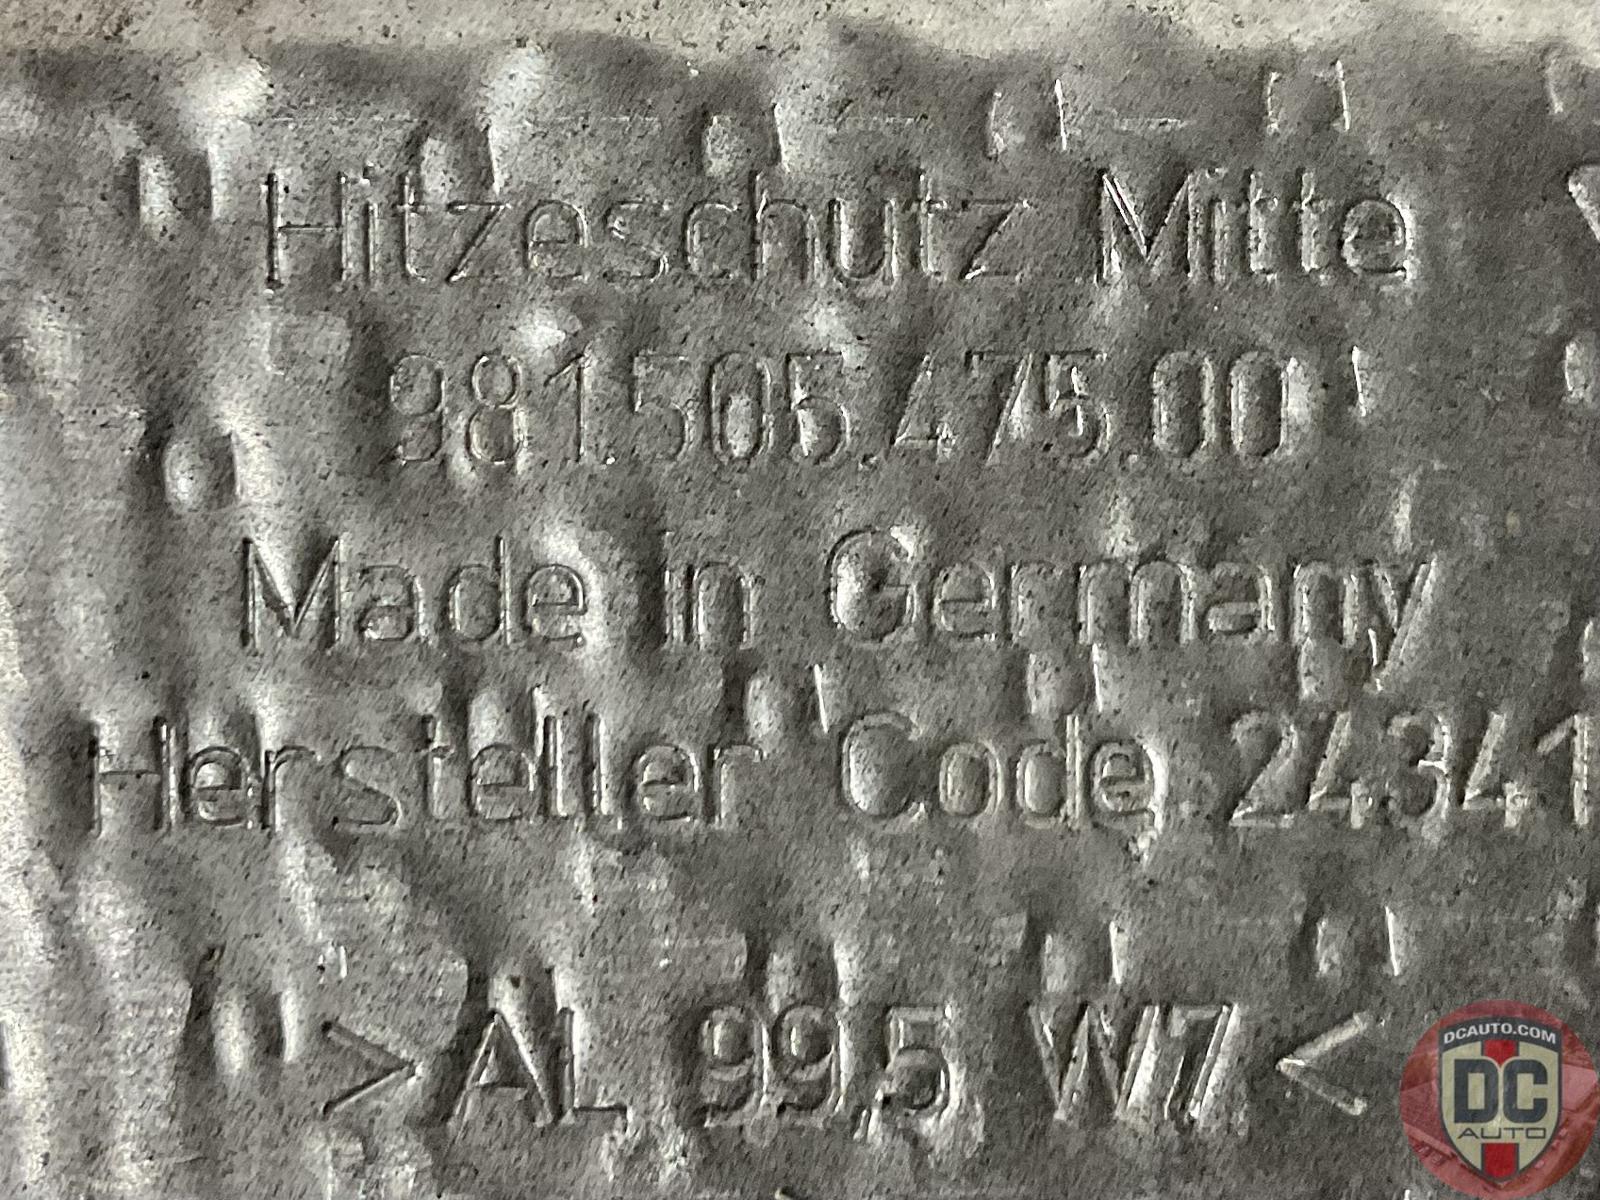 Hitzeschutz Mitte
981.505.475.00
Made in Germany
Hersteller Code 24341
>AL 99,5 W7<
DCAUTO.COM
DC
AUTO